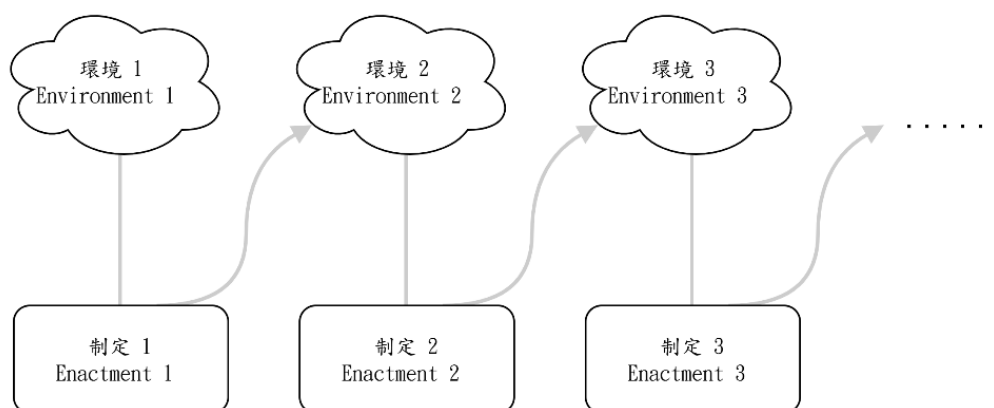 環境 1
Environment 1
環境 2
Environment 2
環境 3
Environment 3
.....
制定 1
Enactment 1
制定 2
Enactment 2
制定 3
Enactment 3